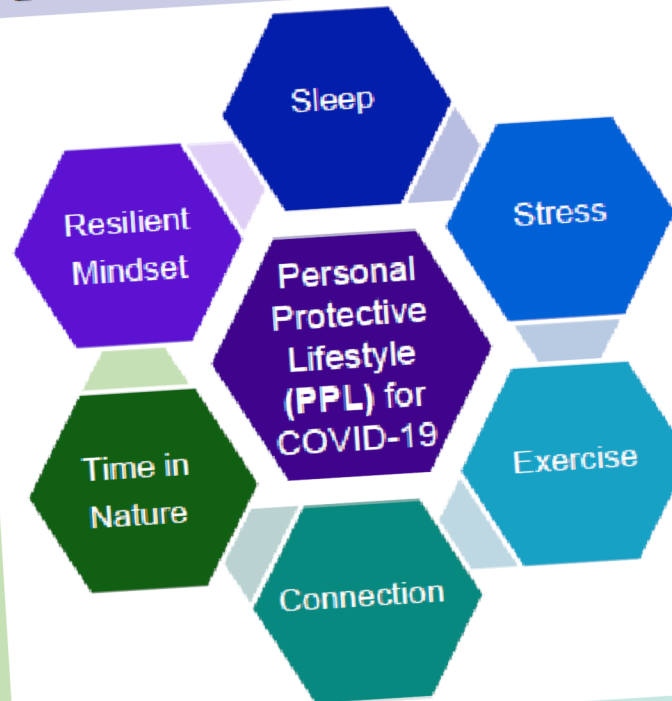 Sleep
Stress
Resilient
Mindset
Personal
Protective
Lifestyle
(PPL) for
COVID-19
Exercise
Time in
Nature
Connection